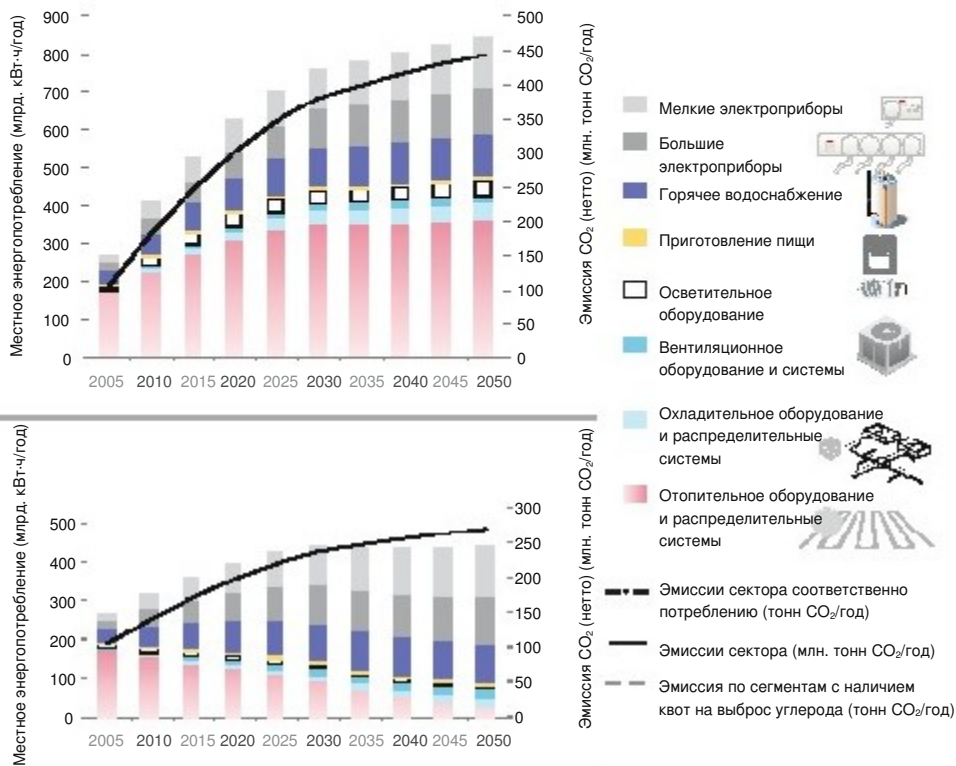 Местное энергопотребление (млрд. кВт·ч/год)
900
800
700
600
500
400
300
200
100
0
500
450
400
350
300
250
200
150
100
50
0
Эмиссия CO₂ (нетто) (млн. тонн CO₂/год)
2005 2010 2015 2020 2025 2030 2035 2040 2045 2050
Местное энергопотребление (млрд. кВт·ч/год)
500
400
300
200
100
0
300
250
200
150
100
50
0
Эмиссия CO₂ (нетто) (млн. тонн CO₂/год)
2005 2010 2015 2020 2025 2030 2035 2040 2045 2050
Мелкие электроприборы
Большие
электроприборы
Горячее водоснабжение
Приготовление пищи
Осветительное
оборудование
Вентиляционное
оборудование и системы
Охладительное оборудование
и распределительные
системы
Отопительное оборудование
и распределительные
системы
Эмиссии сектора соответственно
потреблению (тонн CO₂/год)
Эмиссии сектора (млн. тонн CO₂/год)
Эмиссия по сегментам с наличием
квот на выброс углерода (тонн CO₂/год)